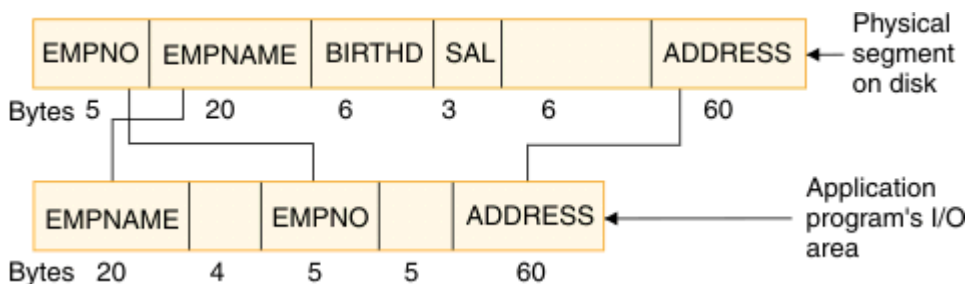 EMPNO EMPNAME BIRTHD SAL ADDRESS
Physical
segment
on disk
Bytes 5 20 6 3 6 60
EMPNAME EMPNO ADDRESS
Application
program's I/O
area
Bytes 20 4 5 5 60